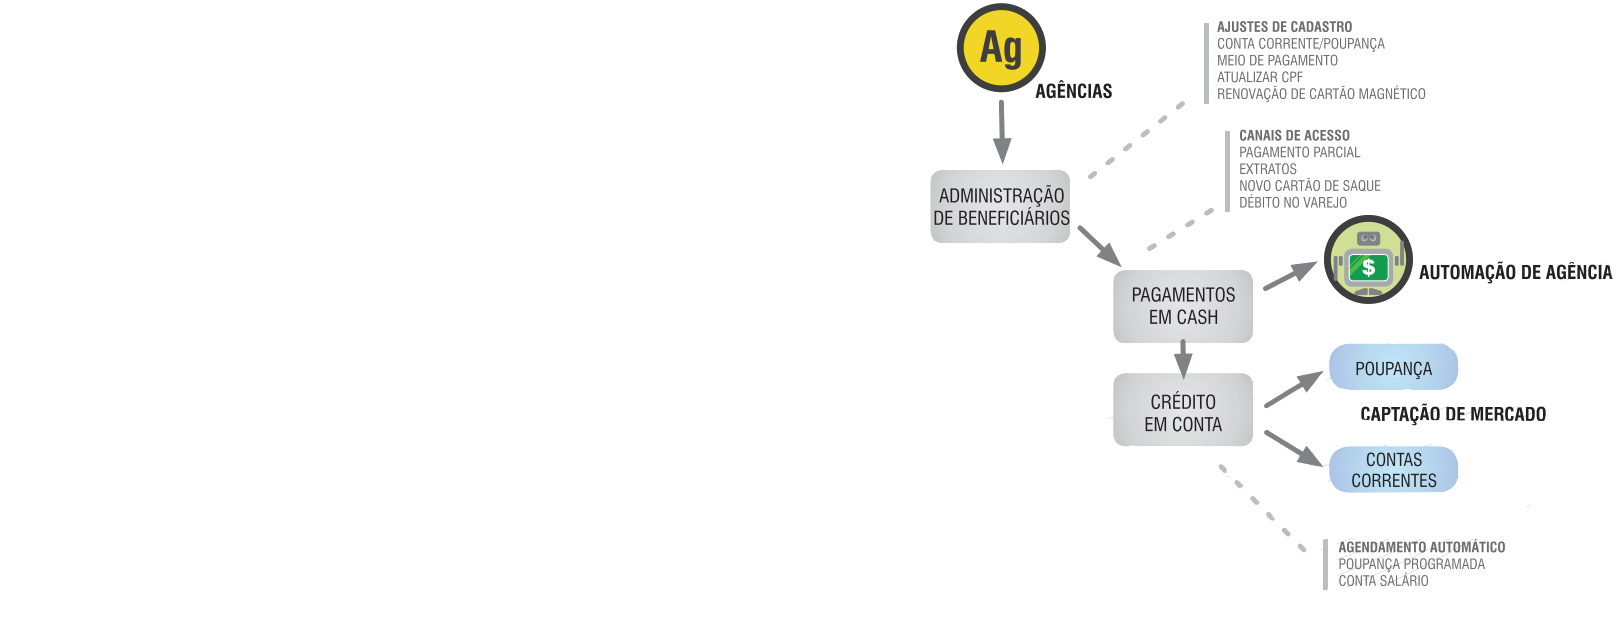 Ag
AGÊNCIAS
AJUSTES DE CADASTRO
CONTA CORRENTE/POUPANÇA
MEIO DE PAGAMENTO
ATUALIZAR CPF
RENOVAÇÃO DE CARTÃO MAGNÉTICO
CANAIS DE ACESSO
PAGAMENTO PARCIAL
EXTRATOS
NOVO CARTÃO DE SAQUE
DÉBITO NO VAREJO
ADMINISTRAÇÃO
DE BENEFICIÁRIOS
$
AUTOMAÇÃO DE AGÊNCIA
PAGAMENTOS
EM CASH
POUPANÇA
CRÉDITO
EM CONTA
CAPTAÇÃO DE MERCADO
CONTAS
CORRENTES
AGENDAMENTO AUTOMÁTICO
POUPANÇA PROGRAMADA
CONTA SALÁRIO